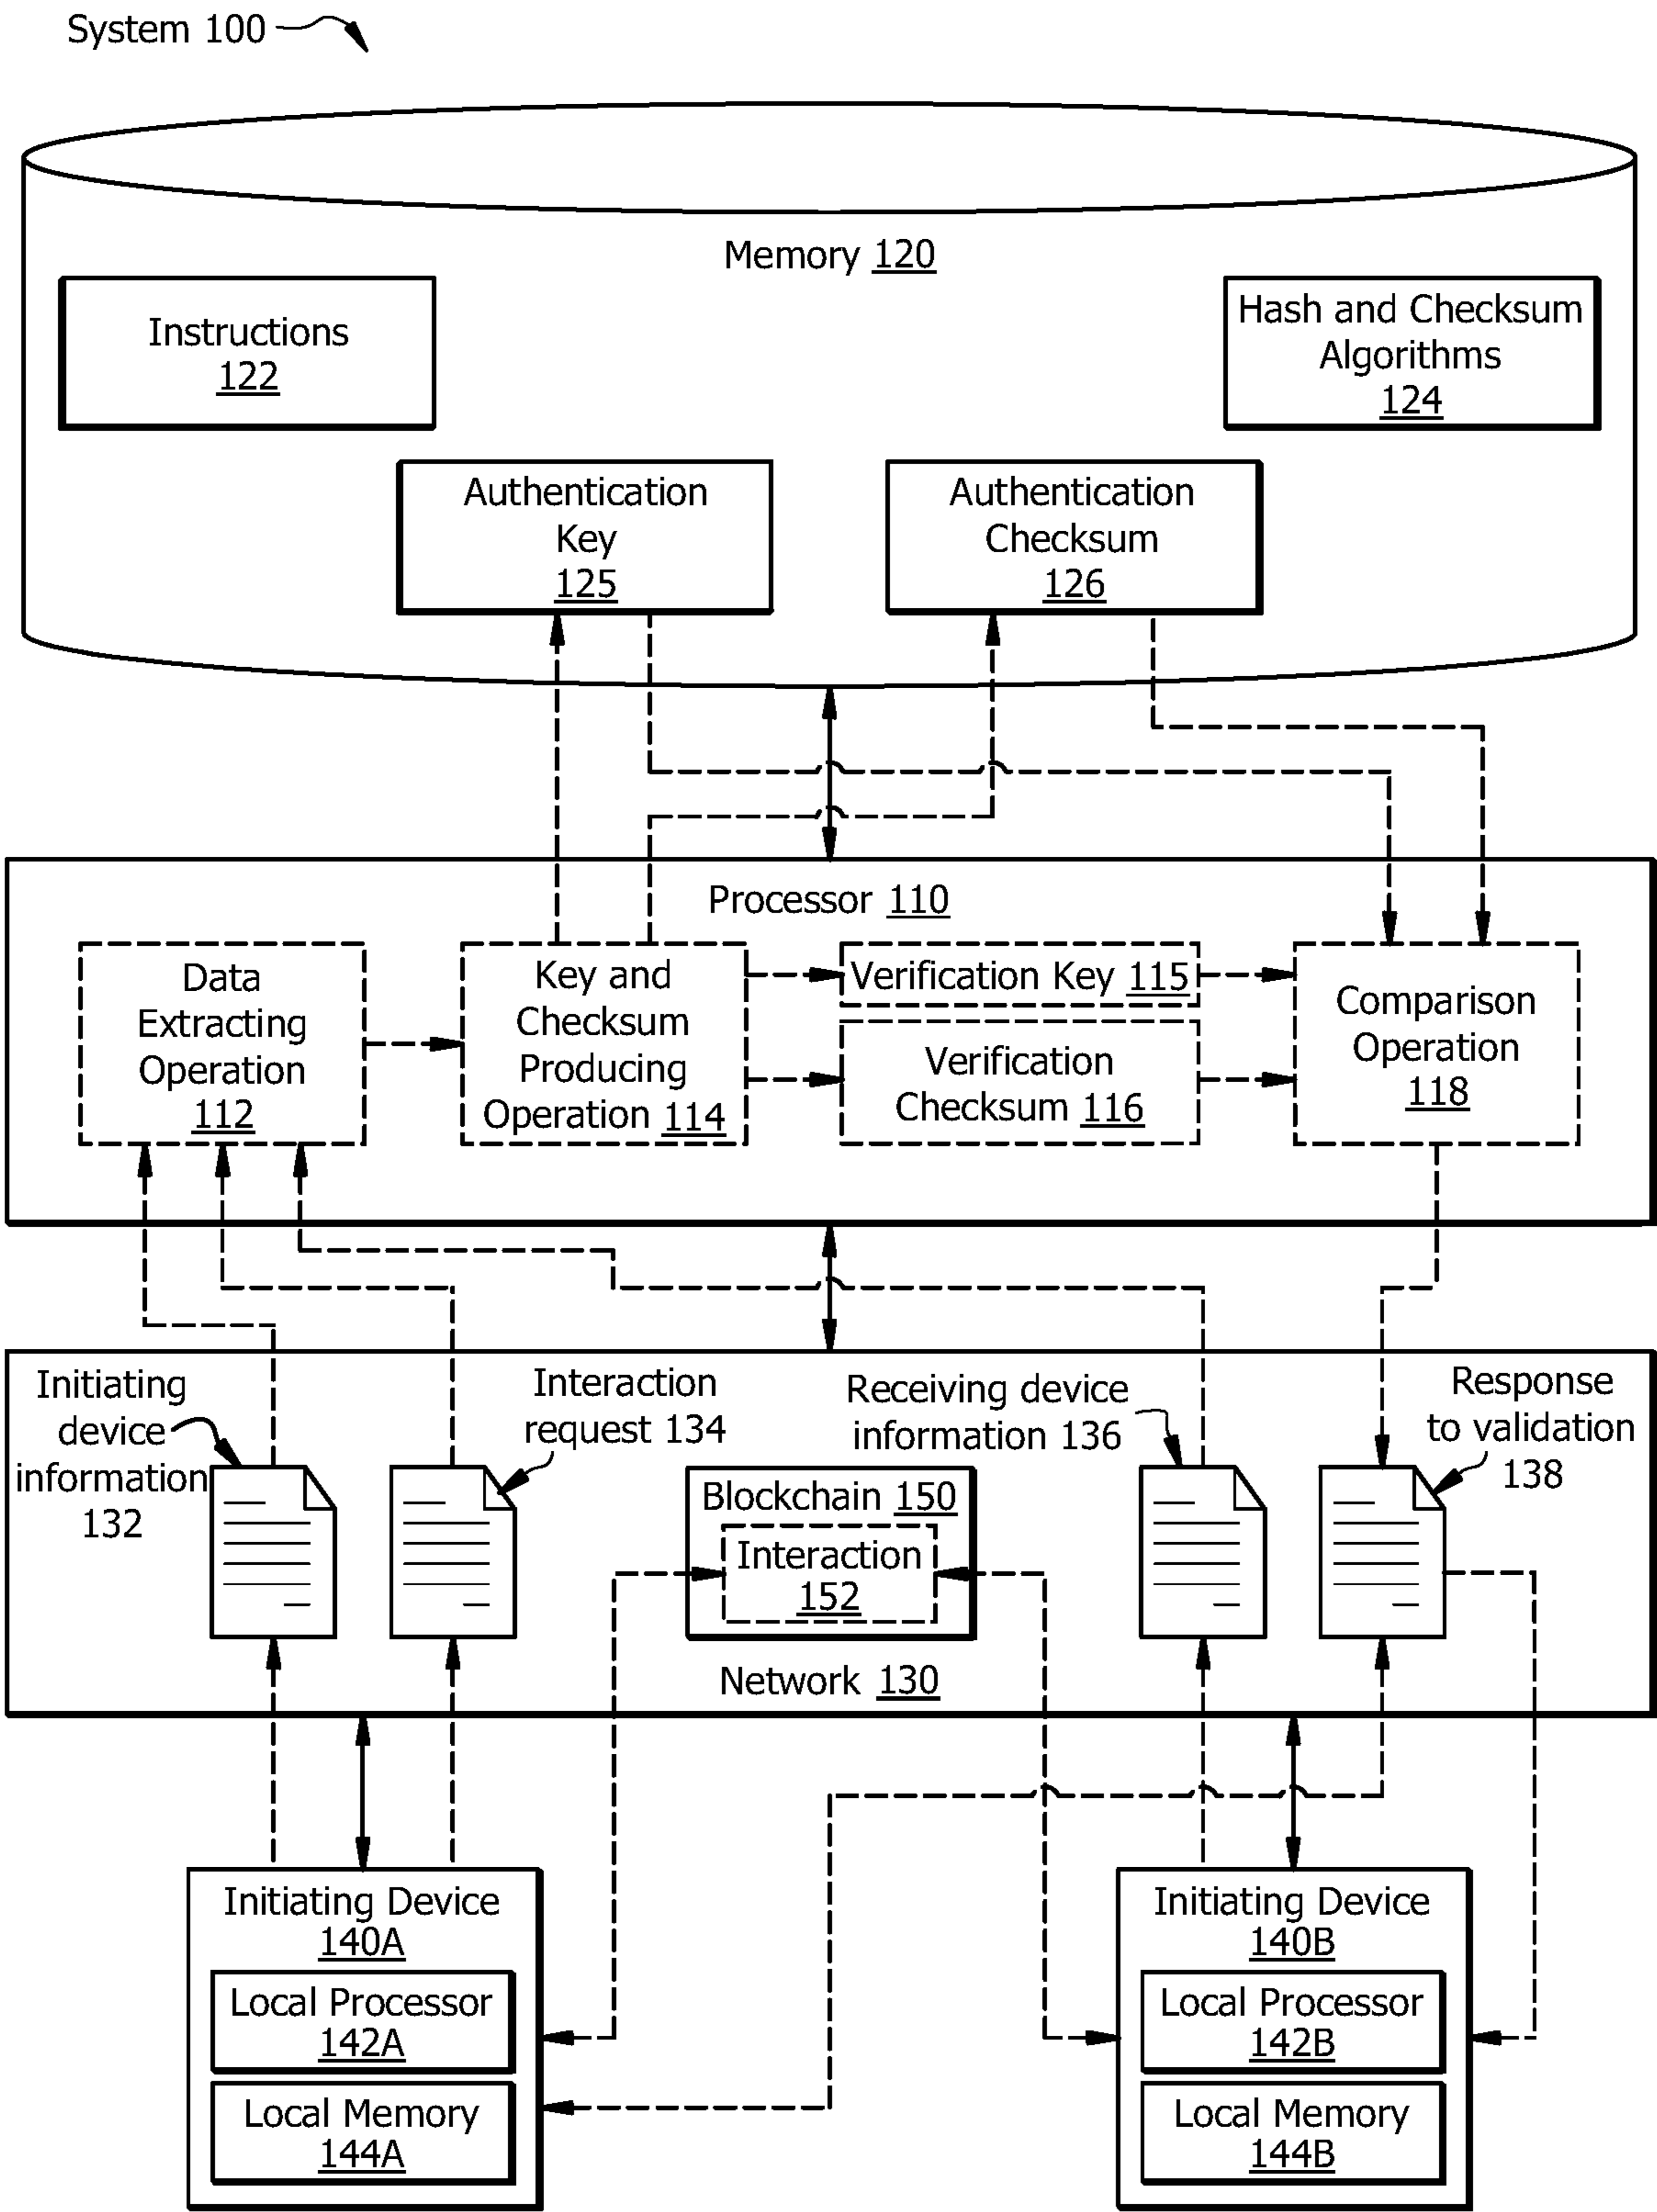 System 100
Memory 120
Instructions
122
Hash and Checksum
Algorithms
124
Authentication
Key
125
Authentication
Checksum
126
Processor 110
Data
Extracting
Operation
112
Key and
Checksum
Producing
Operation 114
Verification Key 115
Verification
Checksum 116
Comparison
Operation
118
Initiating
device
information
132
Interaction
request 134
Receiving device
information 136
Response
to validation
138
Blockchain 150
Interaction
152
Network 130
Initiating Device
140A
Local Processor
142A
Local Memory
144A
Initiating Device
140B
Local Processor
142B
Local Memory
144B